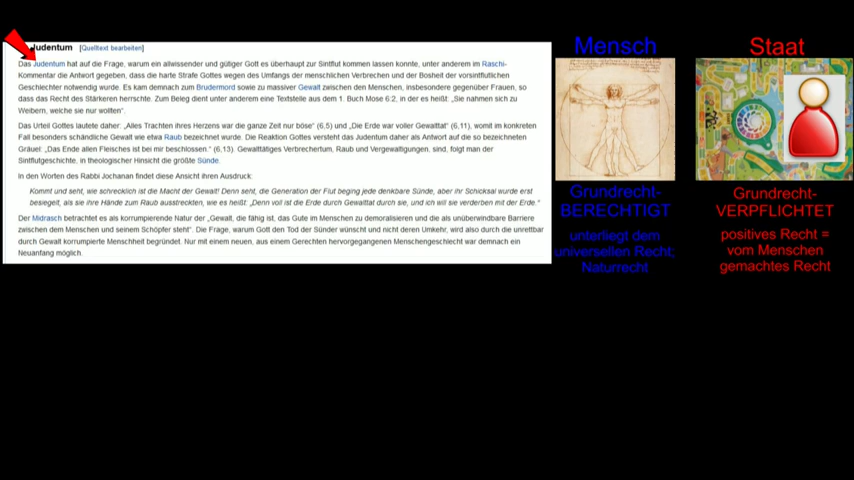 Judentum [Quelltext bearbeiten]
Das Judentum hat auf die Frage, warum ein allwissender und gütiger Gott es überhaupt zur Sintflut kommen lassen konnte, unter anderem im Raschi-
Kommentar die Antwort gegeben, dass die harte Strafe Gottes wegen des Umfangs der menschlichen Verbrechen und der Bosheit der vorsintflutlichen
Geschlechter notwendig wurde. Es kam demnach zum Brudermord sowie zu massiver Gewalt zwischen den Menschen, insbesondere gegenüber Frauen, so
dass das Recht des Stärkeren herrschte. Zum Beleg dient unter anderem eine Textstelle aus dem 1. Buch Mose 6:2, in der es heißt: „Sie nahmen sich zu
Weibern, welche sie nur wollten“.
Das Urteil Gottes lautete daher: „Alles Trachten ihres Herzens war die ganze Zeit nur böse“ (6,5) und „Die Erde war voller Gewalttat“ (6,11), womit im konkreten
Fall besonders schändliche Gewalt wie etwa Raub bezeichnet wurde. Die Reaktion Gottes versteht das Judentum daher als Antwort auf die so bezeichneten
Gräuel: „Das Ende allen Fleisches ist bei mir beschlossen.“ (6,13). Gewalttätiges Verbrechertum, Raub und Vergewaltigungen. sind, folgt man der
Sintflutgeschichte, in theologischer Hinsicht die größte Sünde.
In den Worten des Rabbi Jochanan findet diese Ansicht ihren Ausdruck:
Kommt und seht, wie schrecklich ist die Macht der Gewalt! Denn seht, die Generation der Flut beging jede denkbare Sünde, aber ihr Schicksal wurde erst
besiegelt, als sie ihre Hände zum Raub ausstreckten, wie es heißt: „Denn voll ist die Erde durch Gewalttat durch sie, und ich will sie verderben mit der Erde.“
Der Midrasch betrachtet es als korrumpierende Natur der „Gewalt, die fähig ist, das Gute im Menschen zu demoralisieren und die als unüberwindbare Barriere
zwischen dem Menschen und seinem Schöpfer steht“. Die Frage, warum Gott den Tod der Sünder wünscht und nicht deren Umkehr, wird also durch die unrettbar
durch Gewalt korrumpierte Menschheit begründet. Nur mit einem neuen, aus einem Gerechten hervorgegangenen Menschengeschlecht war demnach ein
Neuanfang möglich.
Mensch
Grundrecht-
BERECHTIGT
unterliegt dem
universellen Recht;
Naturrecht
Staat
Grundrecht-
VERPFLICHTET
positives Recht =
vom Menschen
gemachtes Recht